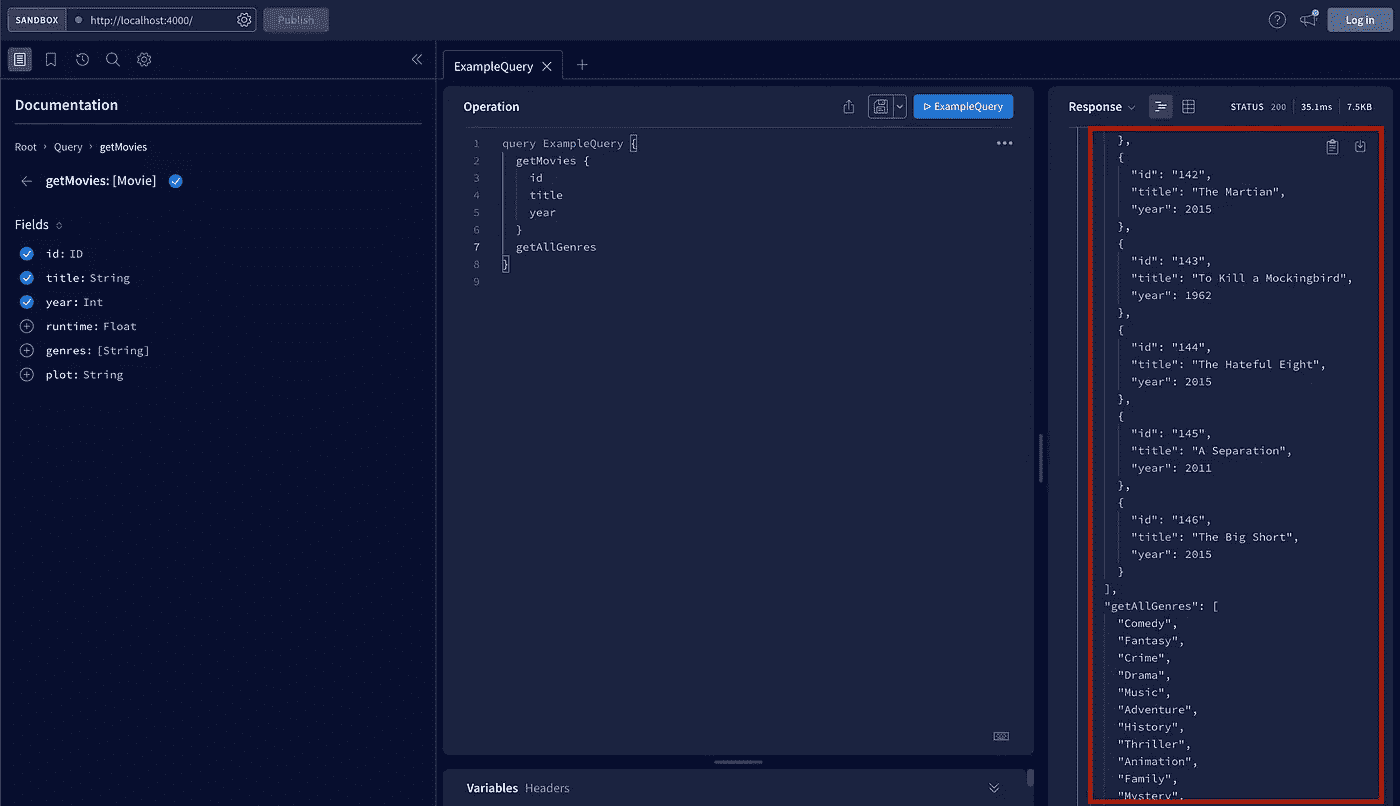 SANDBOX http://localhost:4000/ Publish Log in
Documentation
Root › Query › getMovies
getMovies: [Movie]
Fields
id: ID
title: String
year: Int
runtime: Float
genres: [String]
plot: String
ExampleQuery
Operation
ExampleQuery
1 query ExampleQuery {
2 getMovies {
3 id
4 title
5 year
6 }
7 getAllGenres
8 }
9
Variables Headers
Response STATUS 200 35.1ms 7.5KB
},
{
"id": "142",
"title": "The Martian",
"year": 2015
},
{
"id": "143",
"title": "To Kill a Mockingbird",
"year": 1962
},
{
"id": "144",
"title": "The Hateful Eight",
"year": 2015
},
{
"id": "145",
"title": "A Separation",
"year": 2011
},
{
"id": "146",
"title": "The Big Short",
"year": 2015
}
],
"getAllGenres": [
"Comedy",
"Fantasy",
"Crime",
"Drama",
"Music",
"Adventure",
"History",
"Thriller",
"Animation",
"Family",
"Mystery",